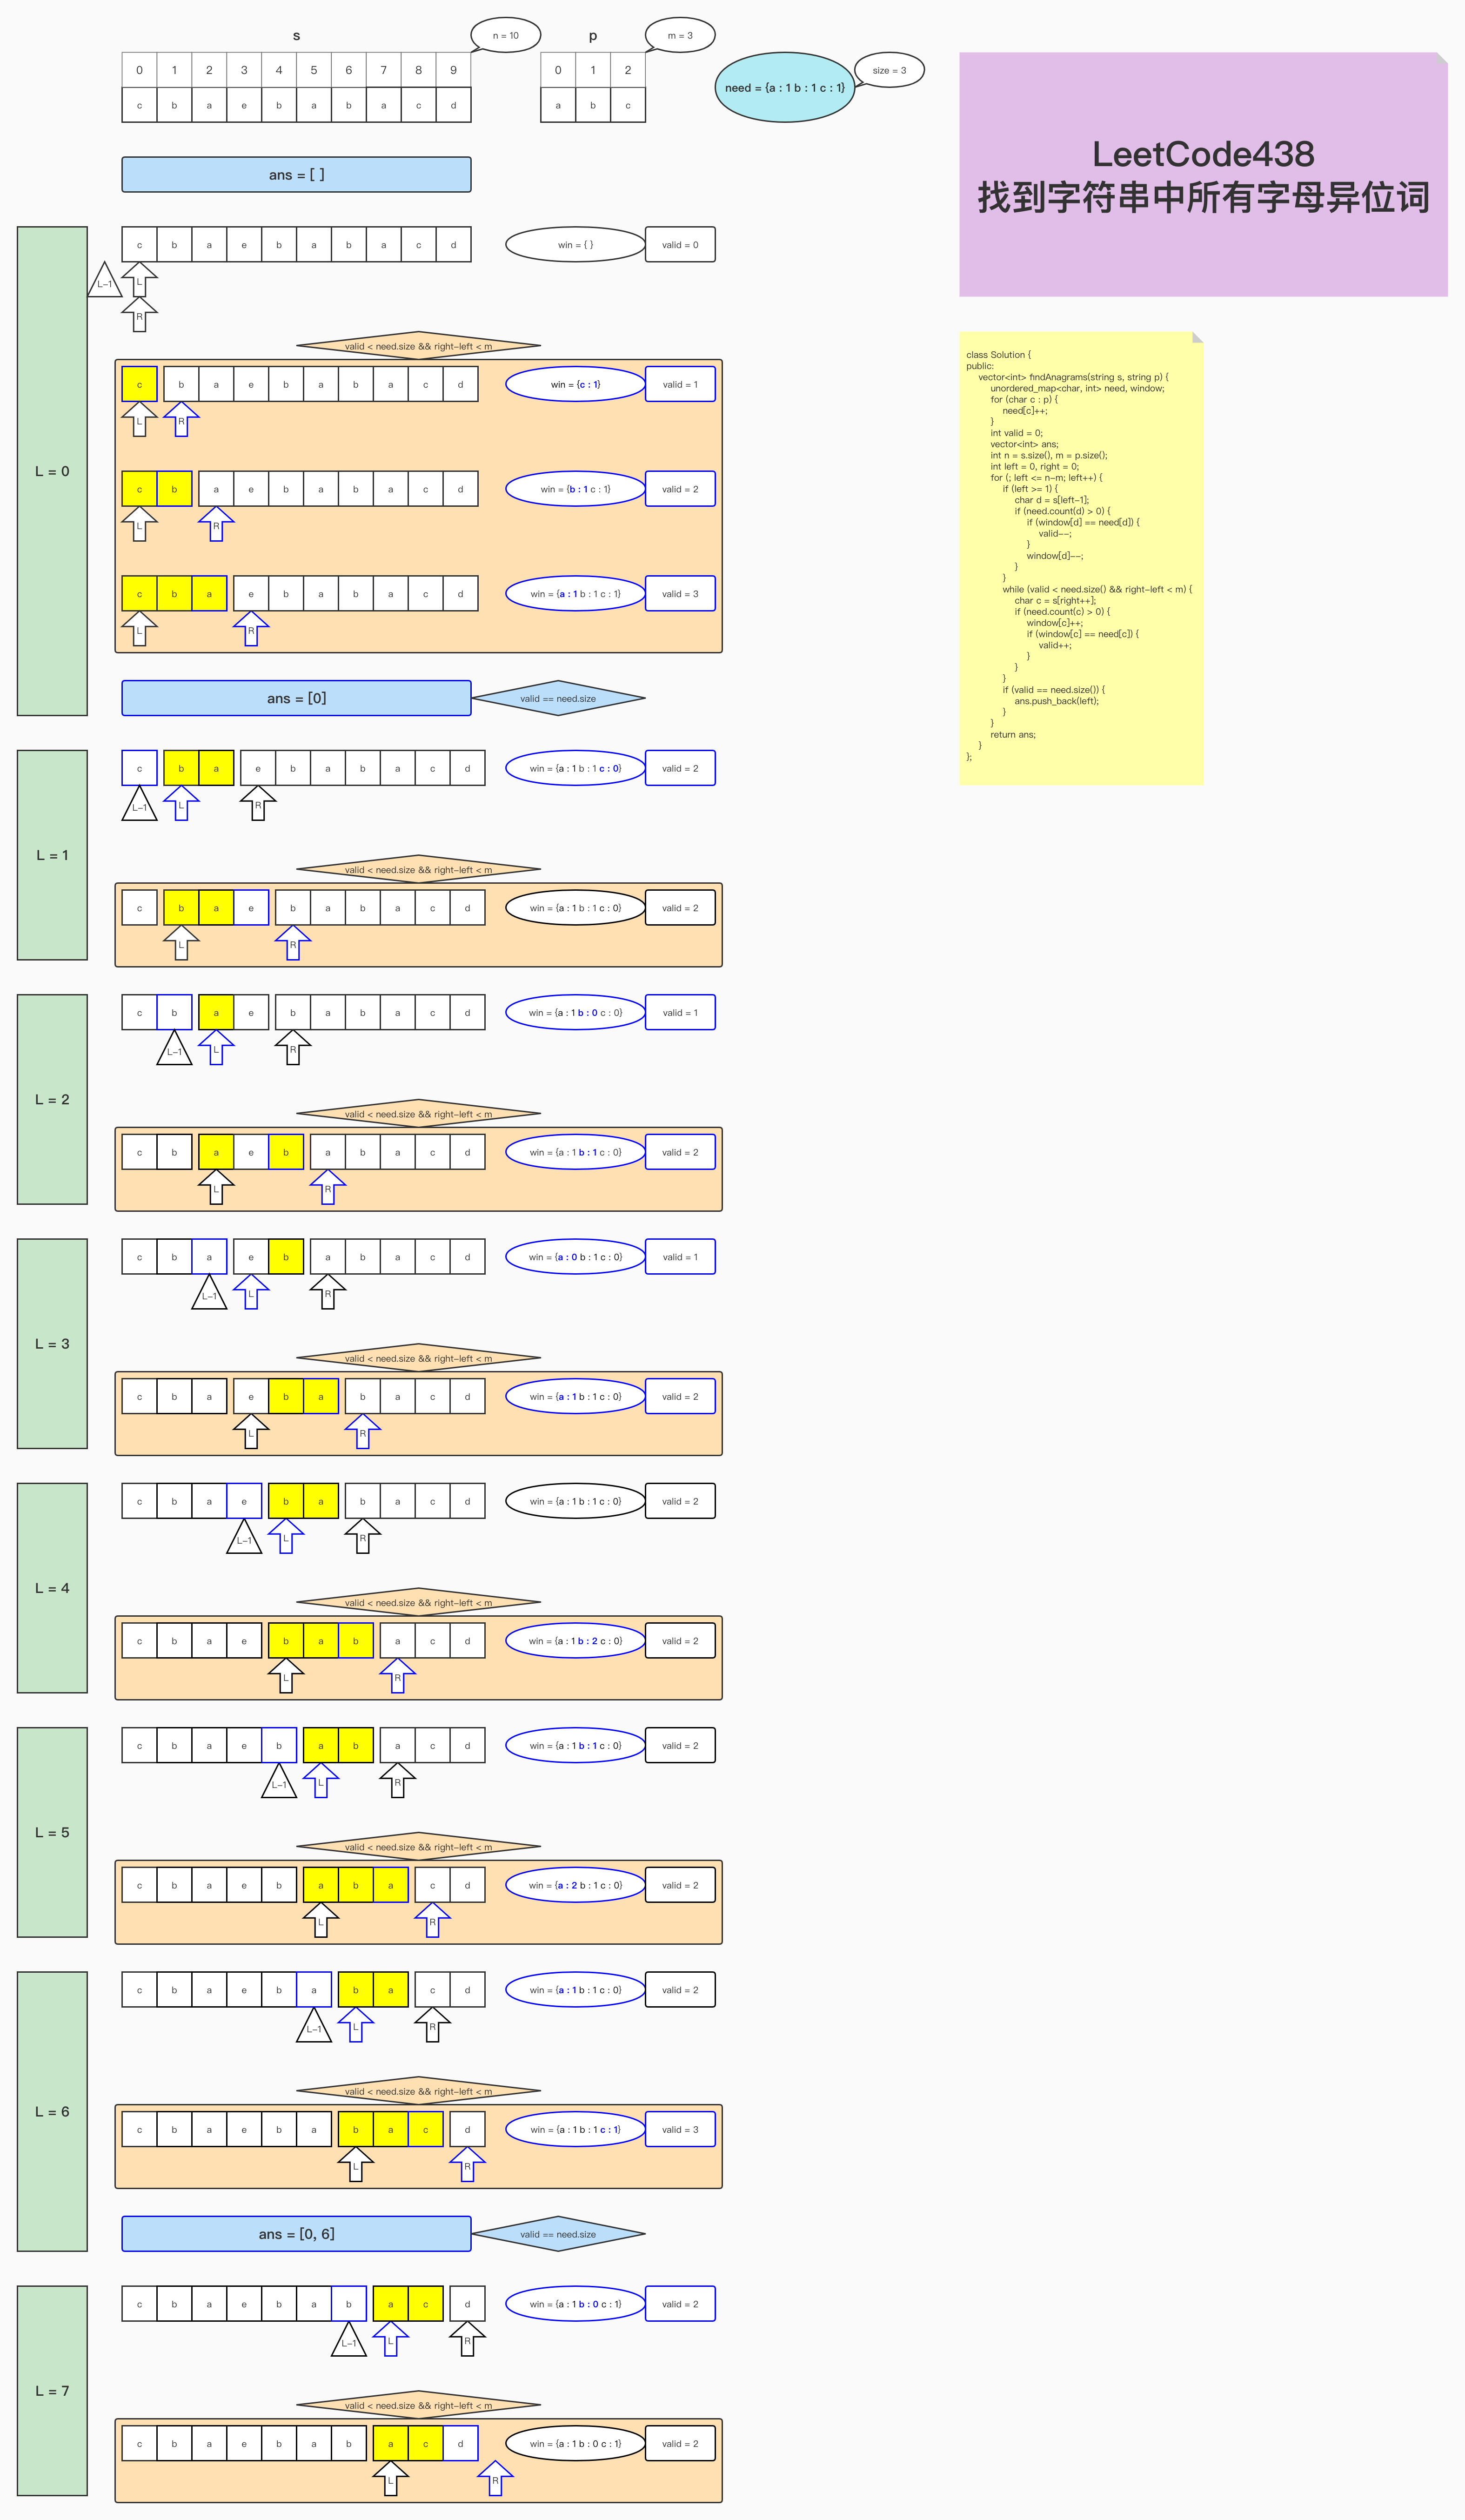 s
n = 10
p
m = 3
0 1 2 3 4 5 6 7 8 9
0 1 2
size = 3
need = {a : 1 b : 1 c : 1}
c b a e b a b a c d
a b c
LeetCode438
找到字符串中所有字母异位词
ans = [ ]
L = 0
c b a e b a b a c d
win = { }
valid = 0
L-1
L
R
valid < need.size && right-left < m
c b a e b a b a c d
win = {c : 1}
valid = 1
L
R
c b a e b a b a c d
win = {b : 1 c : 1}
valid = 2
L
R
c b a e b a b a c d
win = {a : 1 b : 1 c : 1}
valid = 3
L
R
ans = [0]
valid == need.size
class Solution {
public:
vector<int> findAnagrams(string s, string p) {
unordered_map<char, int> need, window;
for (char c : p) {
need[c]++;
}
int valid = 0;
vector<int> ans;
int n = s.size(), m = p.size();
int left = 0, right = 0;
for (; left <= n-m; left++) {
if (left >= 1) {
char d = s[left-1];
if (need.count(d) > 0) {
if (window[d] == need[d]) {
valid--;
}
window[d]--;
}
}
while (valid < need.size() && right-left < m) {
char c = s[right++];
if (need.count(c) > 0) {
window[c]++;
if (window[c] == need[c]) {
valid++;
}
}
}
if (valid == need.size()) {
ans.push_back(left);
}
}
return ans;
}
};
L = 1
c b a e b a b a c d
win = {a : 1 b : 1 c : 0}
valid = 2
L-1
L
R
valid < need.size && right-left < m
c b a e b a b a c d
win = {a : 1 b : 1 c : 0}
valid = 2
L
R
L = 2
c b a e b a b a c d
win = {a : 1 b : 0 c : 0}
valid = 1
L-1
L
R
valid < need.size && right-left < m
c b a e b a b a c d
win = {a : 1 b : 1 c : 0}
valid = 2
L
R
L = 3
c b a e b a b a c d
win = {a : 0 b : 1 c : 0}
valid = 1
L-1
L
R
valid < need.size && right-left < m
c b a e b a b a c d
win = {a : 1 b : 1 c : 0}
valid = 2
L
R
L = 4
c b a e b a b a c d
win = {a : 1 b : 1 c : 0}
valid = 2
L-1
L
R
valid < need.size && right-left < m
c b a e b a b a c d
win = {a : 1 b : 2 c : 0}
valid = 2
L
R
L = 5
c b a e b a b a c d
win = {a : 1 b : 1 c : 0}
valid = 2
L-1
L
R
valid < need.size && right-left < m
c b a e b a b a c d
win = {a : 2 b : 1 c : 0}
valid = 2
L
R
L = 6
c b a e b a b a c d
win = {a : 1 b : 1 c : 0}
valid = 2
L-1
L
R
valid < need.size && right-left < m
c b a e b a b a c d
win = {a : 1 b : 1 c : 1}
valid = 3
L
R
ans = [0, 6]
valid == need.size
L = 7
c b a e b a b a c d
win = {a : 1 b : 0 c : 1}
valid = 2
L-1
L
R
valid < need.size && right-left < m
c b a e b a b a c d
win = {a : 1 b : 0 c : 1}
valid = 2
L
R